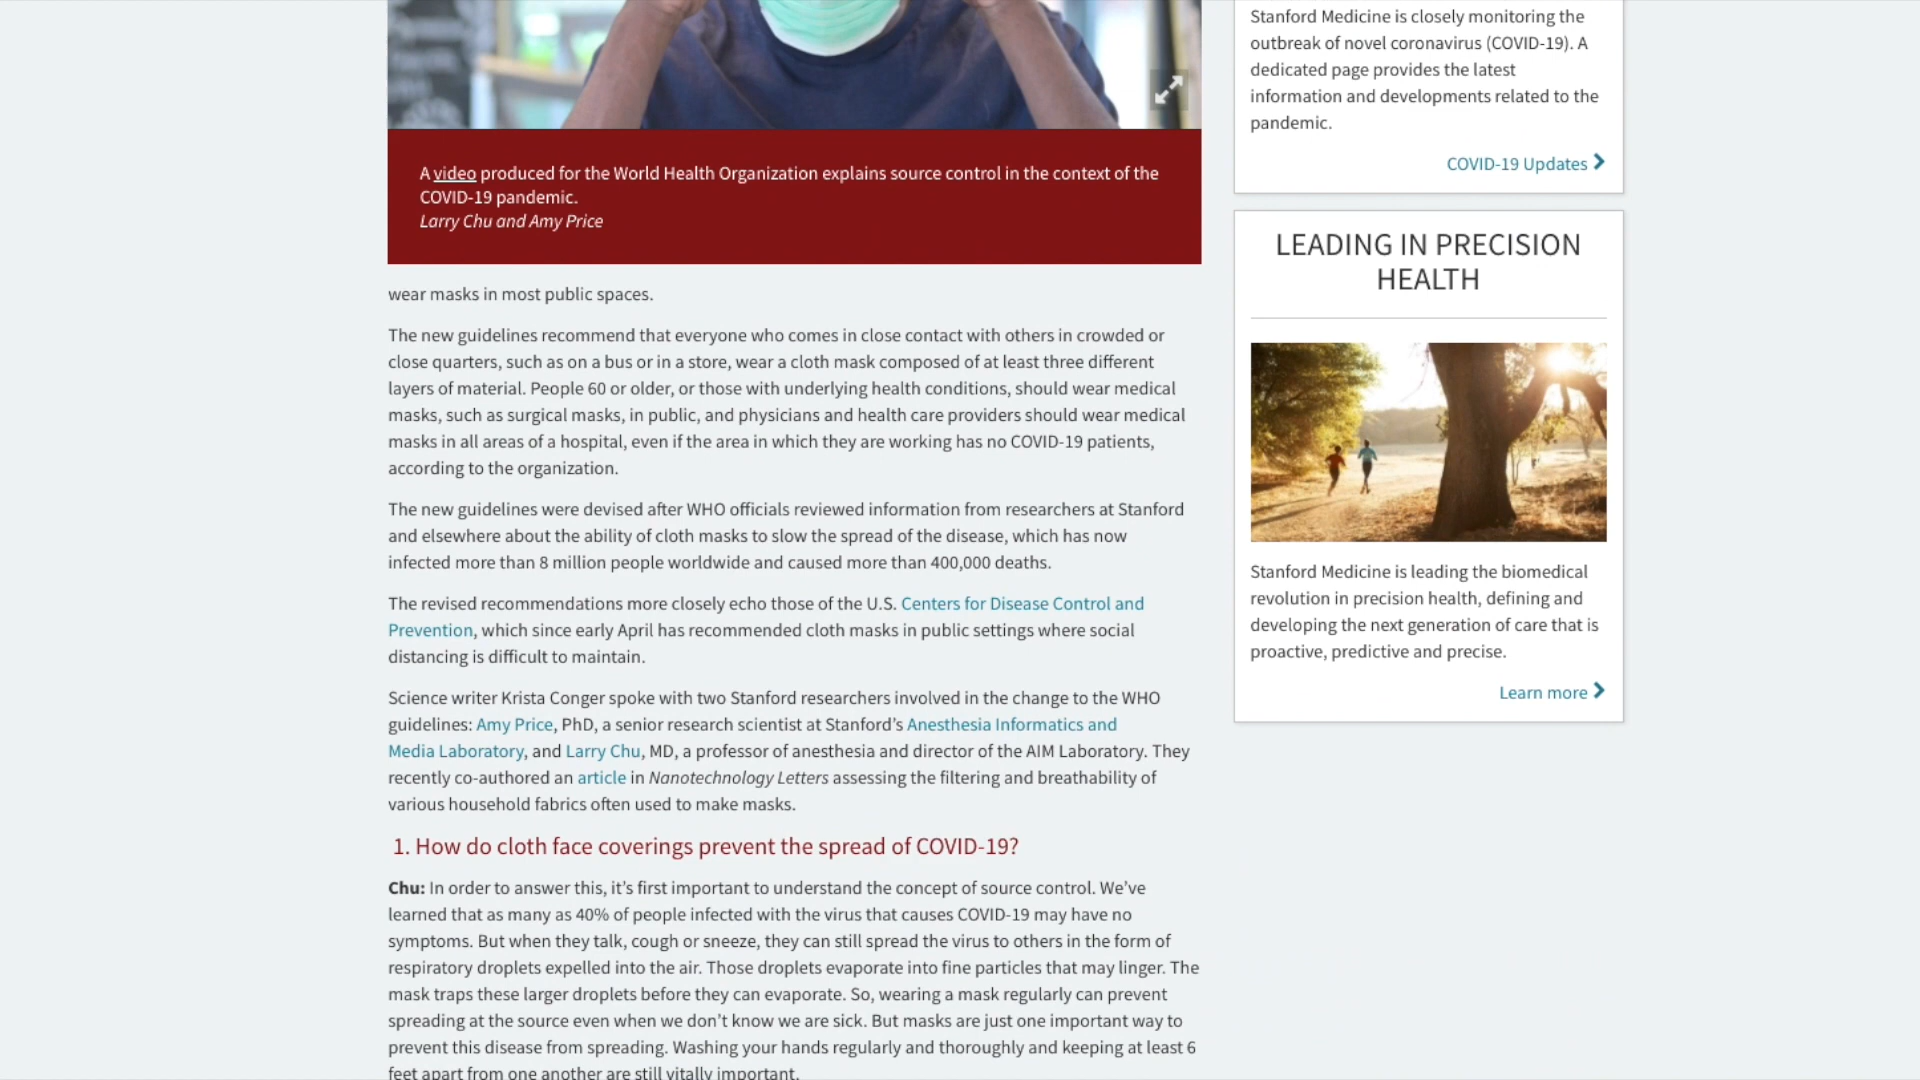 A video produced for the World Health Organization explains source control in the context of the
COVID-19 pandemic.
Larry Chu and Amy Price
wear masks in most public spaces.
The new guidelines recommend that everyone who comes in close contact with others in crowded or
close quarters, such as on a bus or in a store, wear a cloth mask composed of at least three different
layers of material. People 60 or older, or those with underlying health conditions, should wear medical
masks, such as surgical masks, in public, and physicians and health care providers should wear medical
masks in all areas of a hospital, even if the area in which they are working has no COVID-19 patients,
according to the organization.
The new guidelines were devised after WHO officials reviewed information from researchers at Stanford
and elsewhere about the ability of cloth masks to slow the spread of the disease, which has now
infected more than 8 million people worldwide and caused more than 400,000 deaths.
The revised recommendations more closely echo those of the U.S. Centers for Disease Control and
Prevention, which since early April has recommended cloth masks in public settings where social
distancing is difficult to maintain.
Science writer Krista Conger spoke with two Stanford researchers involved in the change to the WHO
guidelines: Amy Price, PhD, a senior research scientist at Stanford's Anesthesia Informatics and
Media Laboratory, and Larry Chu, MD, a professor of anesthesia and director of the AIM Laboratory. They
recently co-authored an article in Nanotechnology Letters assessing the filtering and breathability of
various household fabrics often used to make masks.
1. How do cloth face coverings prevent the spread of COVID-19?
Chu: In order to answer this, it's first important to understand the concept of source control. We've
learned that as many as 40% of people infected with the virus that causes COVID-19 may have no
symptoms. But when they talk, cough or sneeze, they can still spread the virus to others in the form of
respiratory droplets expelled into the air. Those droplets evaporate into fine particles that may linger. The
mask traps these larger droplets before they can evaporate. So, wearing a mask regularly can prevent
spreading at the source even when we don't know we are sick. But masks are just one important way to
prevent this disease from spreading. Washing your hands regularly and thoroughly and keeping at least 6
feet apart from one another are still vitally important.
Stanford Medicine is closely monitoring the
outbreak of novel coronavirus (COVID-19). A
dedicated page provides the latest
information and developments related to the
pandemic.
COVID-19 Updates
LEADING IN PRECISION
HEALTH
Stanford Medicine is leading the biomedical
revolution in precision health, defining and
developing the next generation of care that is
proactive, predictive and precise.
Learn more